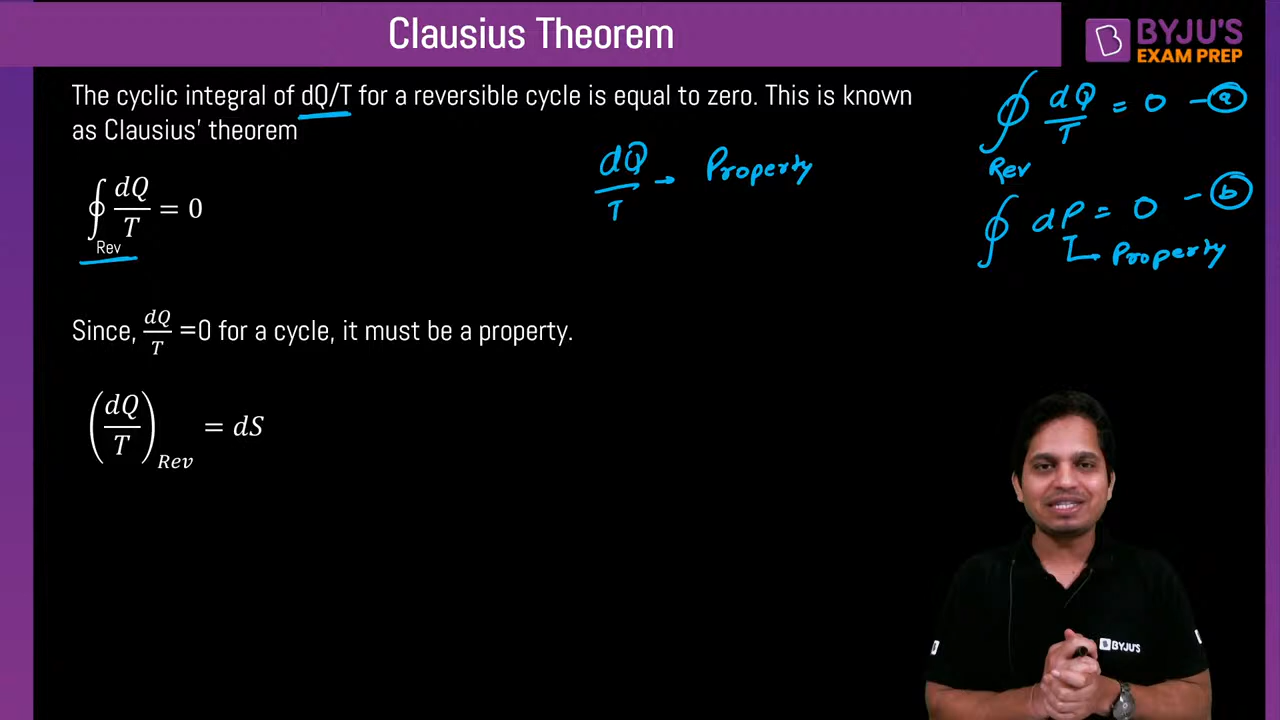 Clausius Theorem
BYJU'S
EXAM PREP
The cyclic integral of dQ/T for a reversible cycle is equal to zero. This is known
as Clausius' theorem
∮ dQ/T = 0
Rev
dQ/T → Property
∮ dQ/T = 0 – ⓐ
Rev
∮ dP = 0 – ⓑ
Property
Since, dQ/T =0 for a cycle, it must be a property.
(dQ/T)Rev = dS
BYJU'S